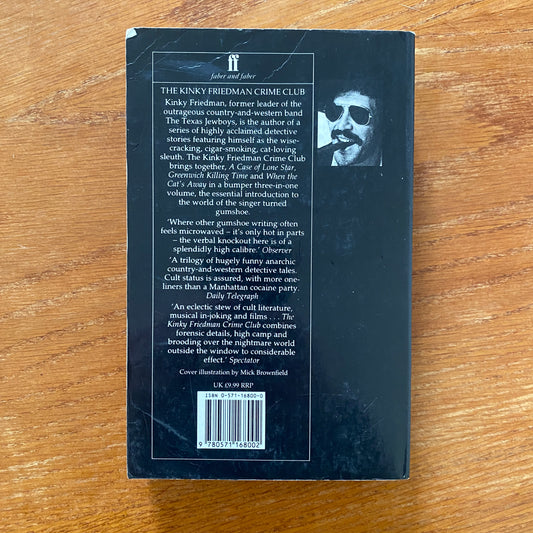 ff
faber and faber
THE KINKY FRIEDMAN CRIME CLUB
Kinky Friedman, former leader of the
outrageous country-and-western band
The Texas Jewboys, is the author of a
series of highly acclaimed detective
stories featuring himself as the wise-
cracking, cigar-smoking, cat-loving
sleuth. The Kinky Friedman Crime Club
brings together, A Case of Lone Star,
Greenwich Killing Time and When the
Cat's Away in a bumper three-in-one
volume, the essential introduction to
the world of the singer turned
gumshoe.
'Where other gumshoe writing often
feels microwaved – it's only hot in parts
– the verbal knockout here is of a
splendidly high calibre.' Observer
'A trilogy of hugely funny anarchic
country-and-western detective tales.
Cult status is assured, with more one-
liners than a Manhattan cocaine party.
Daily Telegraph
'An eclectic stew of cult literature,
musical in-joking and films . . . The
Kinky Friedman Crime Club combines
forensic details, high camp and
brooding over the nightmare world
outside the window to considerable
effect.' Spectator
Cover illustration by Mick Brownfield
UK £9.99 RRP
ISBN 0-571-16800-0
9 780571 168002